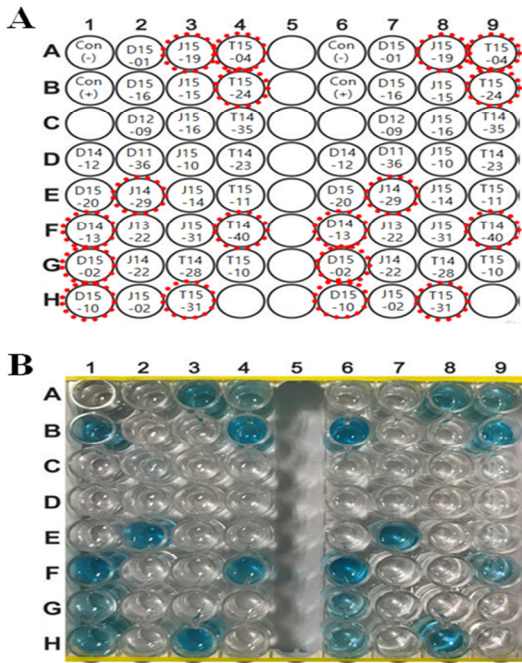 A
1 2 3 4 5 6 7 8 9
A Con (-) D15 -01 J15 -19 T15 -04 Con (-) D15 -01 J15 -19 T15 -04
B Con (+) D15 -16 J15 -15 T15 -24 Con (+) D15 -16 J15 -15 T15 -24
C D12 -09 J15 -16 T14 -35 D12 -09 J15 -16 T14 -35
D D14 -12 D11 -36 J15 -10 T14 -23 D14 -12 D11 -36 J15 -10 T14 -23
E D15 -20 J14 -29 J15 -14 T15 -11 D15 -20 J14 -29 J15 -14 T15 -11
F D14 -13 J13 -22 J15 -31 T14 -40 D14 -13 J13 -22 J15 -31 T14 -40
G D15 -02 J14 -22 T14 -28 T15 -10 D15 -02 J14 -22 T14 -28 T15 -10
H D15 -10 J15 -02 T15 -31 D15 -10 J15 -02 T15 -31
B
1 2 3 4 5 6 7 8 9
A
B
C
D
E
F
G
H